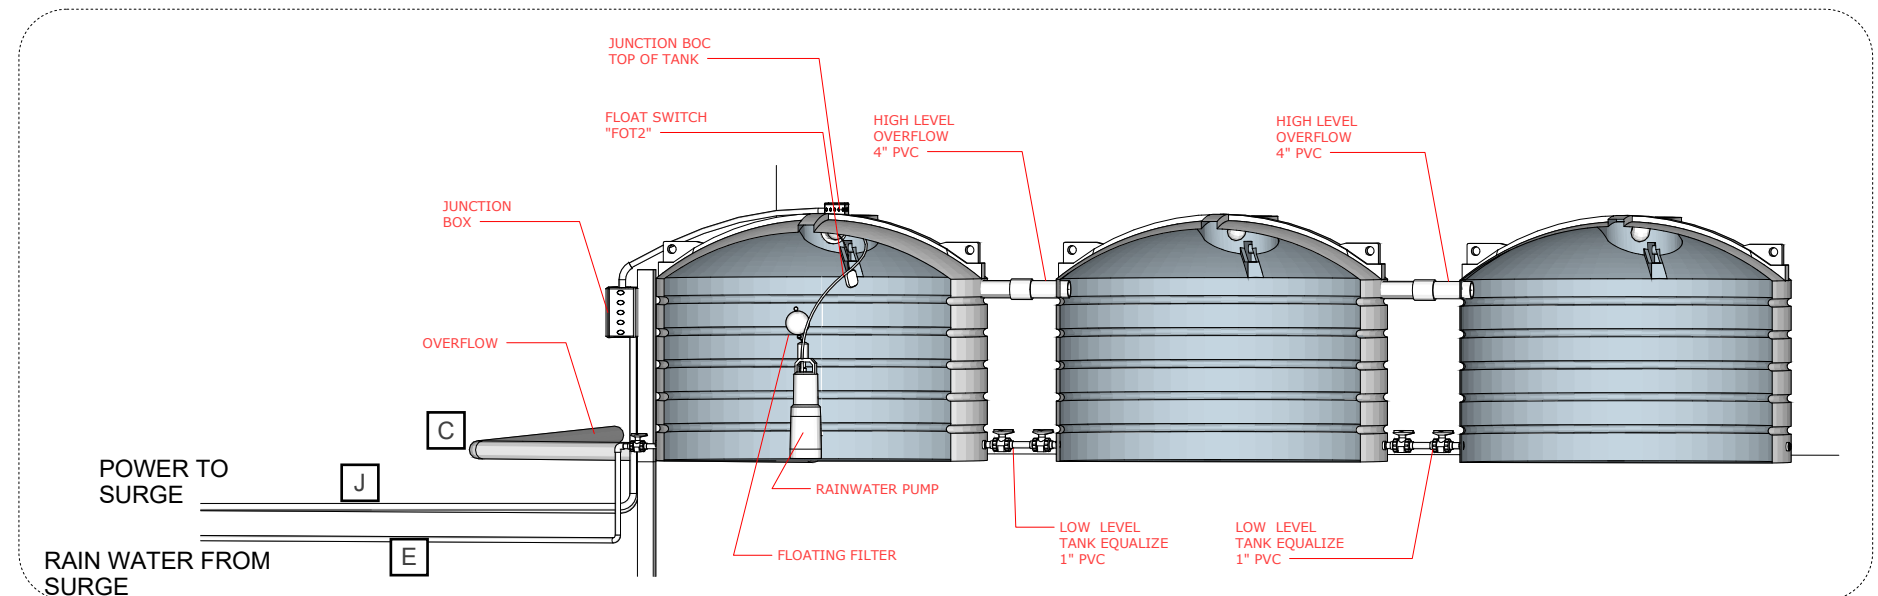 JUNCTION BOC
TOP OF TANK
FLOAT SWITCH
"FOT2"
HIGH LEVEL
OVERFLOW
4" PVC
HIGH LEVEL
OVERFLOW
4" PVC
JUNCTION
BOX
OVERFLOW
C
POWER TO
SURGE
J
RAINWATER PUMP
LOW LEVEL
TANK EQUALIZE
1" PVC
LOW LEVEL
TANK EQUALIZE
1" PVC
FLOATING FILTER
E
RAIN WATER FROM
SURGE